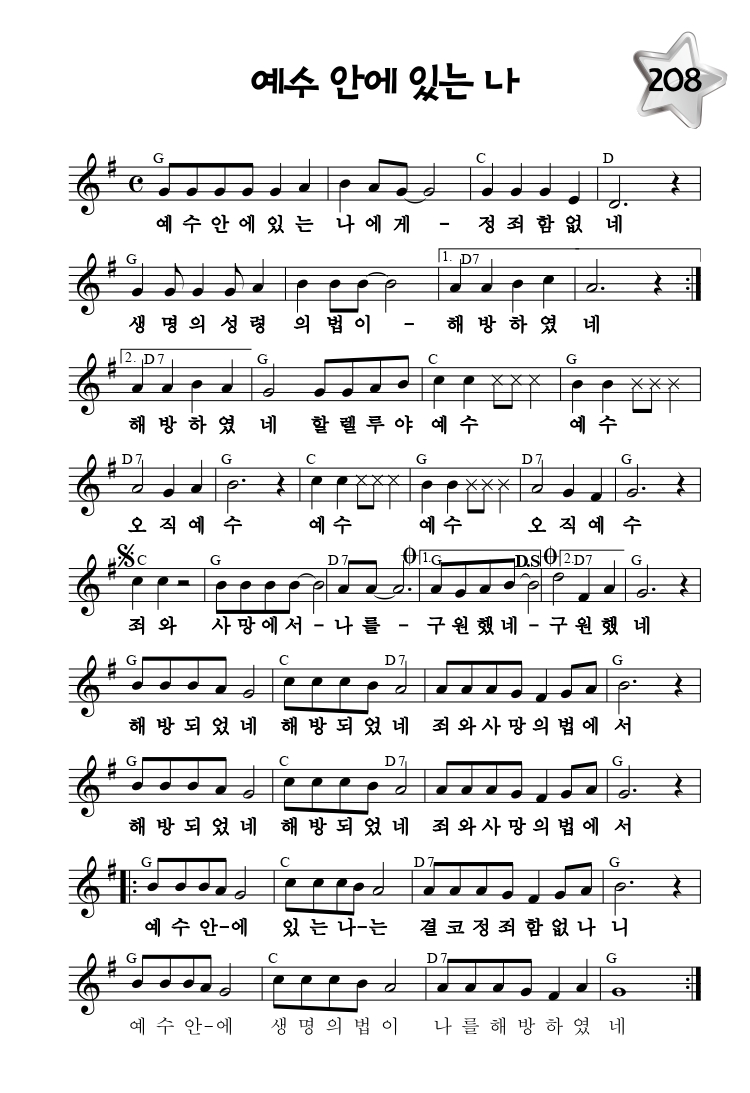 예수 안에 있는 나
208
G C D
예 수 안 에 있 는 나 에 게 – 정 죄 함 없 네
G 1. D7
생 명 의 성 령 의 법 이 – 해 방 하 였 네
2. D7 G C G
해 방 하 였 네 할 렐 루 야 예 수 예 수
D7 G C G D7 G
오 직 예 수 예 수 예 수 오 직 예 수
C G D7 1. G D.S 2. D7 G
죄 와 사 망 에 서 – 나 를 – 구 원 했 네 – 구 원 했 네
G C D7 G
해 방 되 었 네 해 방 되 었 네 죄 와 사 망 의 법 에 서
G C D7 G
해 방 되 었 네 해 방 되 었 네 죄 와 사 망 의 법 에 서
G C D7 G
예 수 안 – 에 있 는 나 – 는 결 코 정 죄 함 없 나 니
G C D7 G
예 수 안 – 에 생 명 의 법 이 나 를 해 방 하 였 네